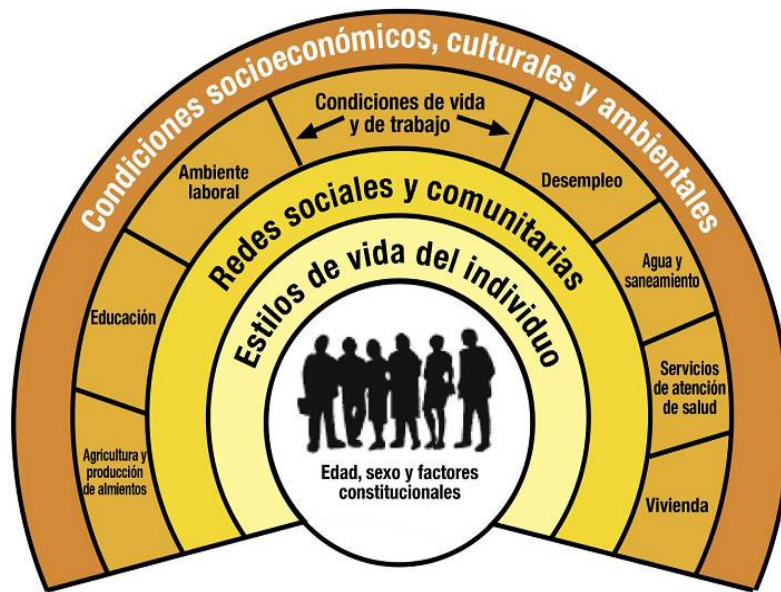 Condiciones socioeconómicos, culturales y ambientales
Condiciones de vida
y de trabajo
Ambiente
laboral
Desempleo
Redes sociales y comunitarias
Educación
Agua y
saneamiento
Estilos de vida del individuo
Agricultura y
producción
de almientos
Servicios
de atención
de salud
Vivienda
Edad, sexo y factores
constitucionales